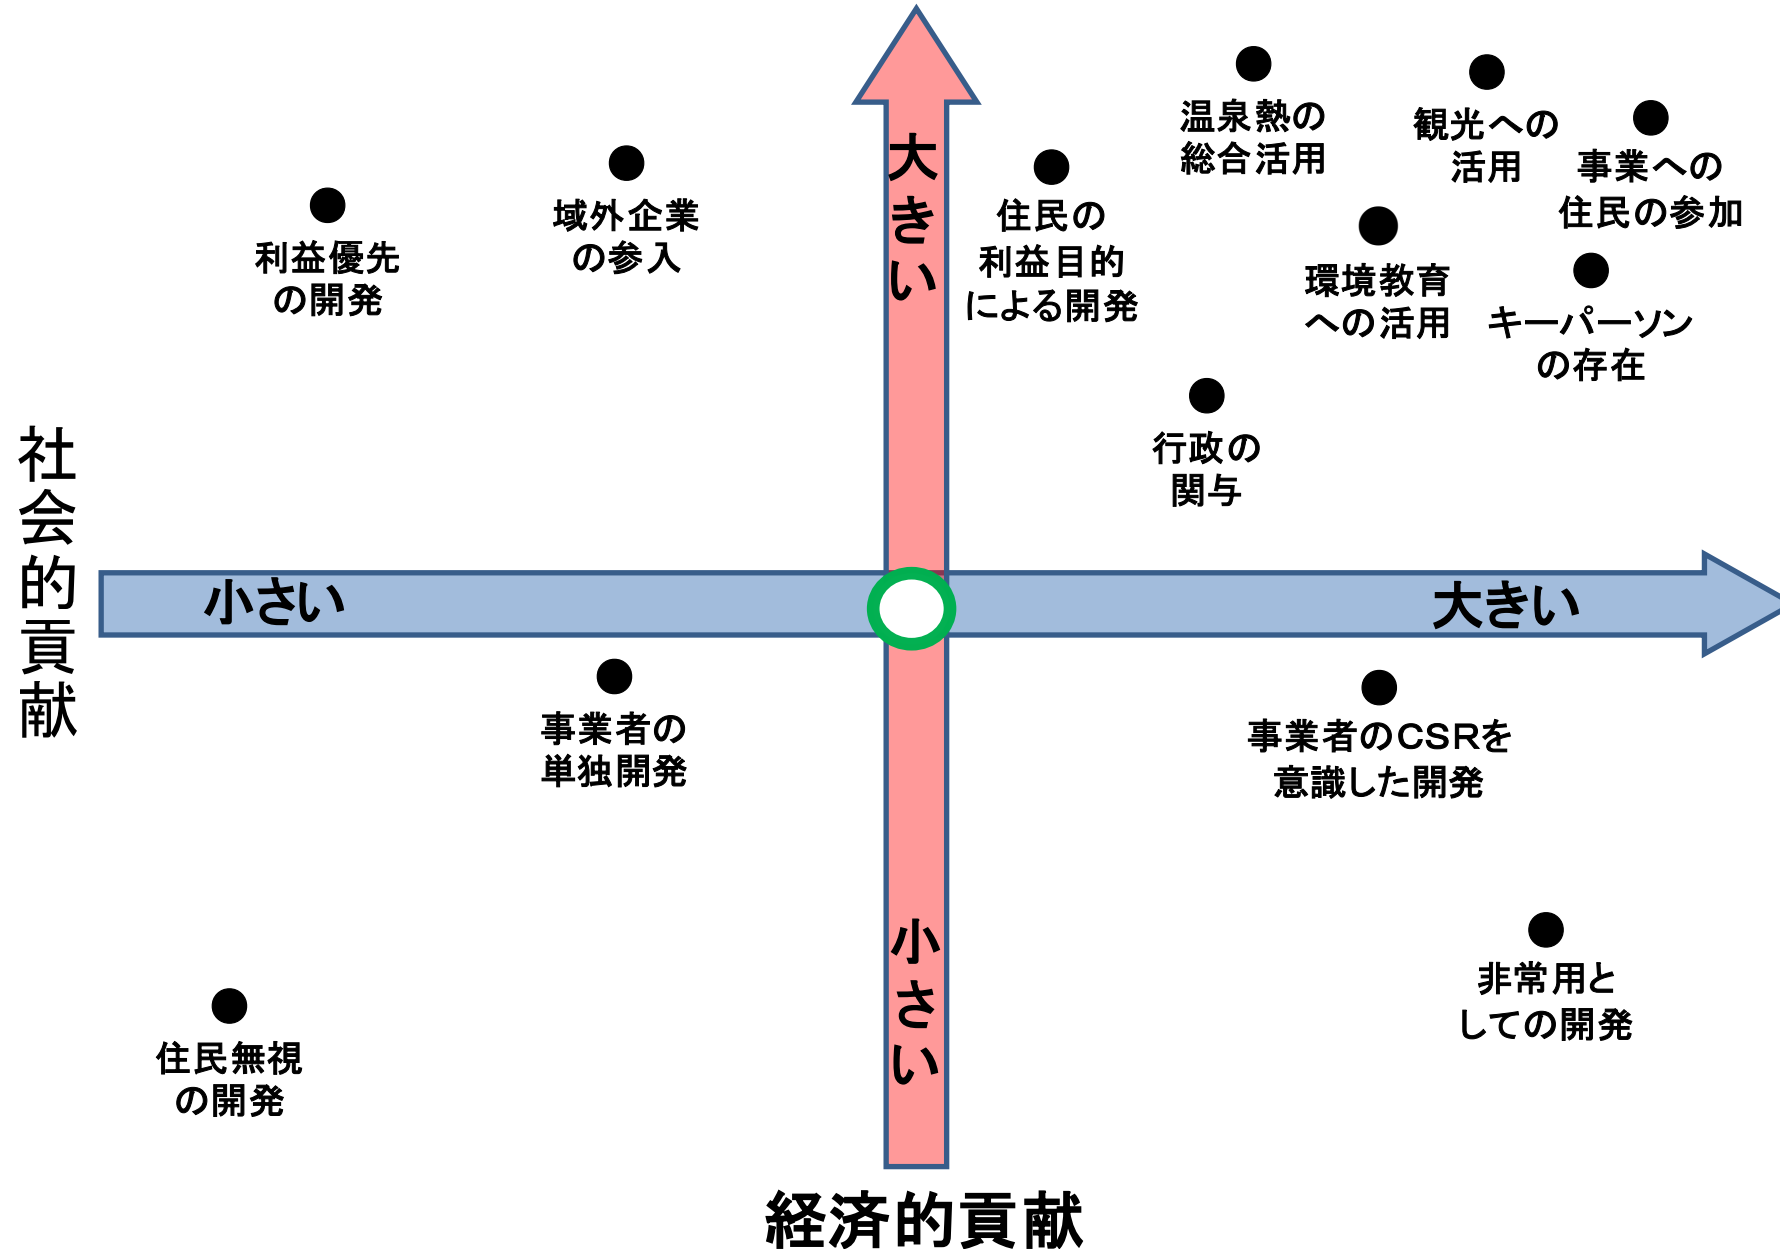 大きい
温泉熱の
総合活用
観光への
活用
事業への
住民の参加
域外企業
の参入
住民の
利益目的
による開発
利益優先
の開発
環境教育
への活用
キーパーソン
の存在
行政の
関与
社会的貢献
小さい
大きい
事業者の
単独開発
事業者のCSRを
意識した開発
小さい
非常用と
しての開発
住民無視
の開発
経済的貢献